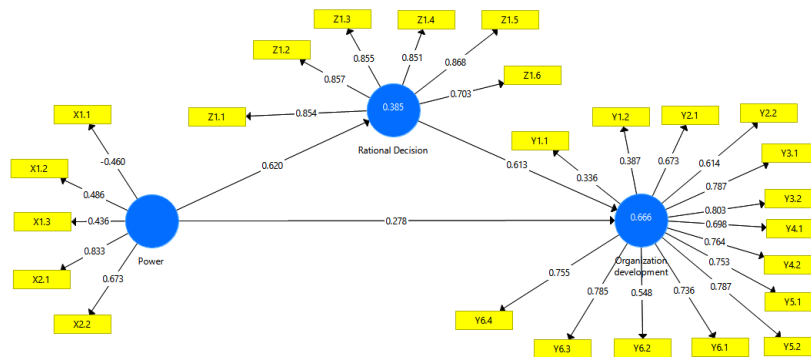 Z1.3
Z1.4
Z1.5
Z1.2
0.855
0.851
0.868
0.857
Z1.6
0.703
Z1.1
0.854
0.385
Rational Decision
X1.1
-0.460
X1.2
0.486
X1.3
0.436
X2.1
0.833
X2.2
0.673
Power
0.620
0.613
0.278
Y1.1
0.336
Y1.2
0.387
Y2.1
0.673
Y2.2
0.614
Y3.1
0.787
Y3.2
0.803
Y4.1
0.698
Y4.2
0.764
Y5.1
0.753
Y5.2
0.787
0.666
Organization
development
Y6.4
0.755
Y6.3
0.785
Y6.2
0.548
Y6.1
0.736